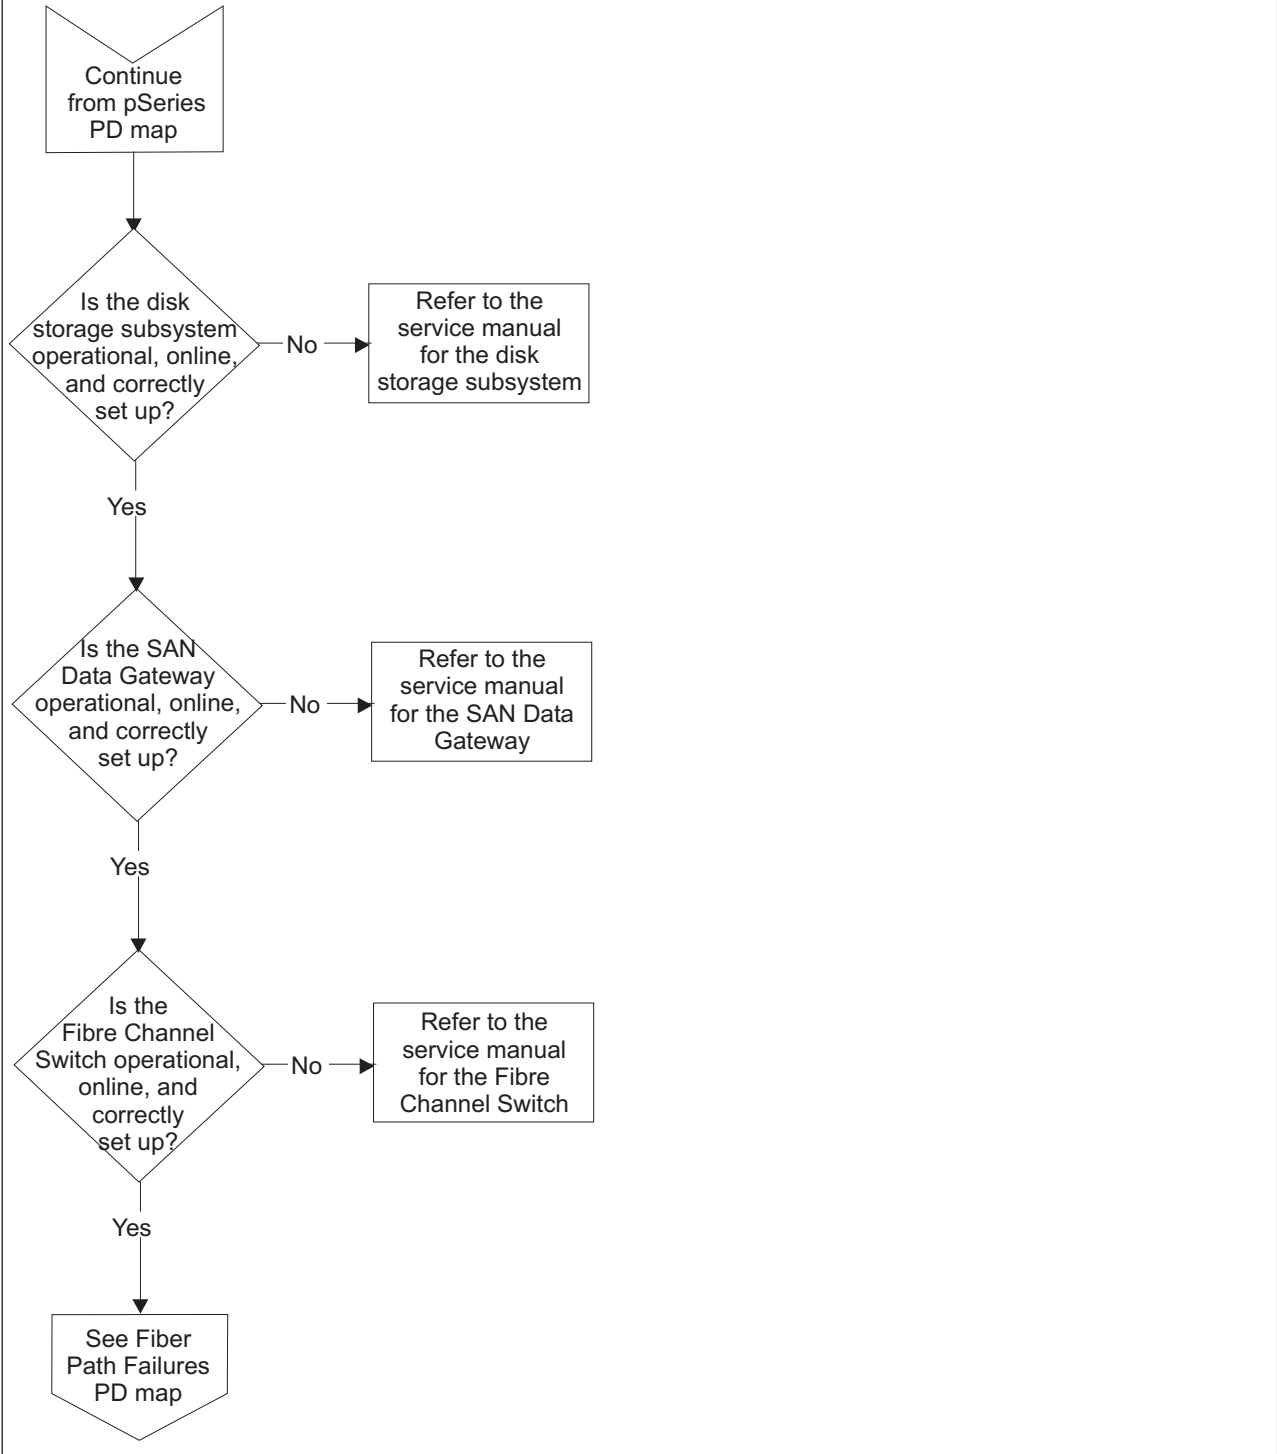 Continue
from pSeries
PD map
Is the disk
storage subsystem
operational, online,
and correctly
set up?
No
Refer to the
service manual
for the disk
storage subsystem
Yes
Is the SAN
Data Gateway
operational, online,
and correctly
set up?
No
Refer to the
service manual
for the SAN Data
Gateway
Yes
Is the
Fibre Channel
Switch operational,
online, and
correctly
set up?
No
Refer to the
service manual
for the Fibre
Channel Switch
Yes
See Fiber
Path Failures
PD map